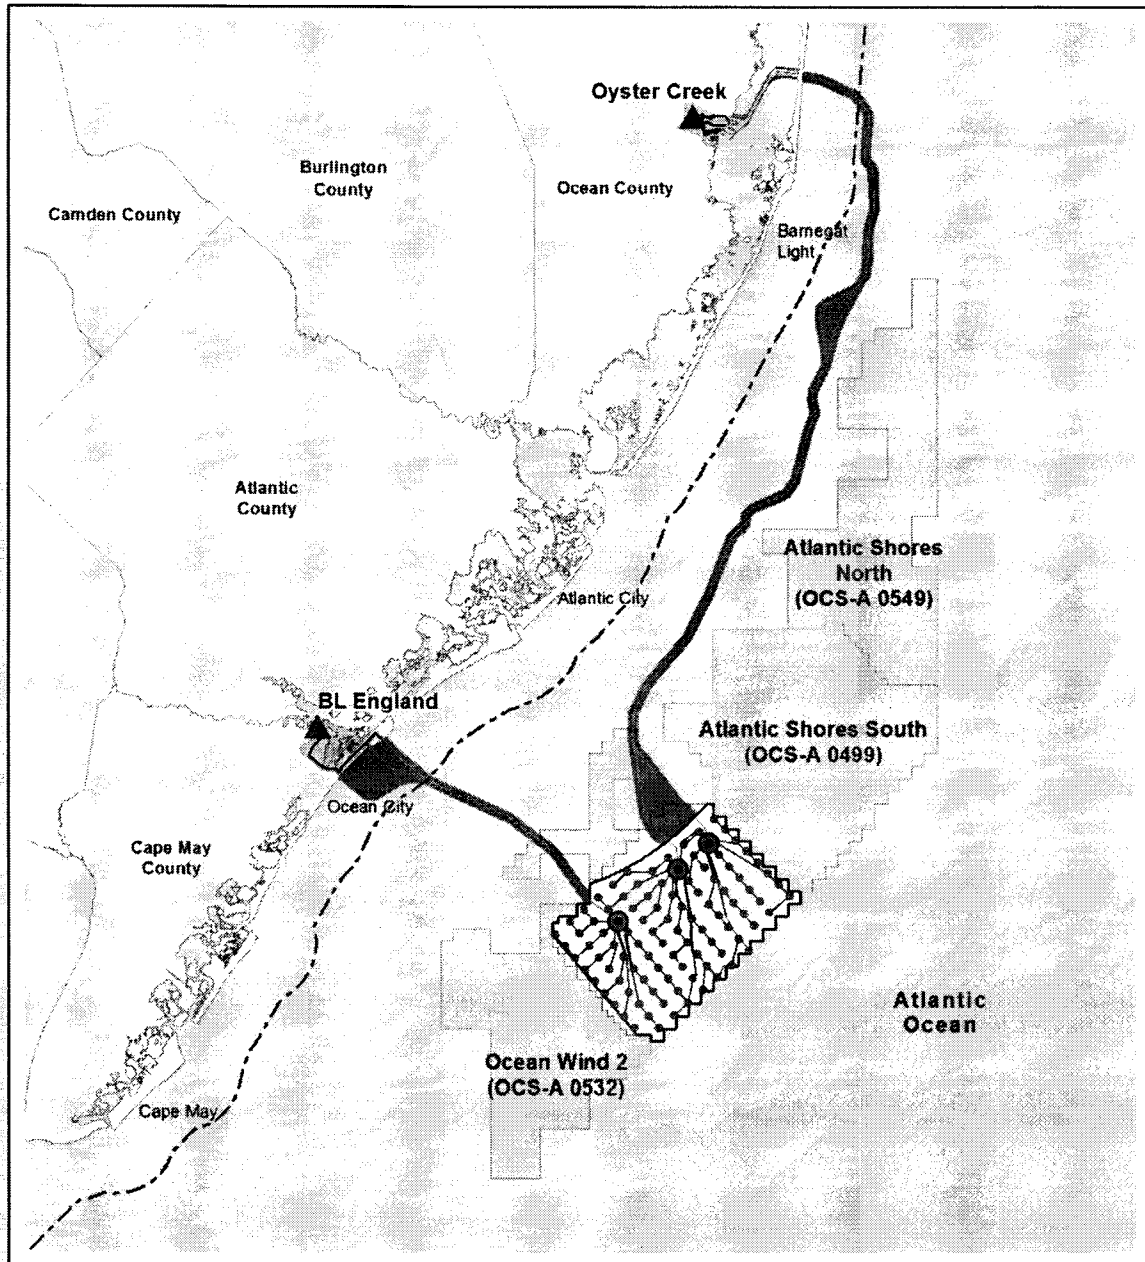 Oyster Creek
Burlington
County
Ocean County
Camden County
Barnegat
Light
Atlantic
County
Atlantic Shores
North
(OCS-A 0549)
Atlantic City
BL England
Atlantic Shores South
(OCS-A 0499)
Ocean City
Cape May
County
Atlantic
Ocean
Ocean Wind 2
(OCS-A 0532)
Cape May